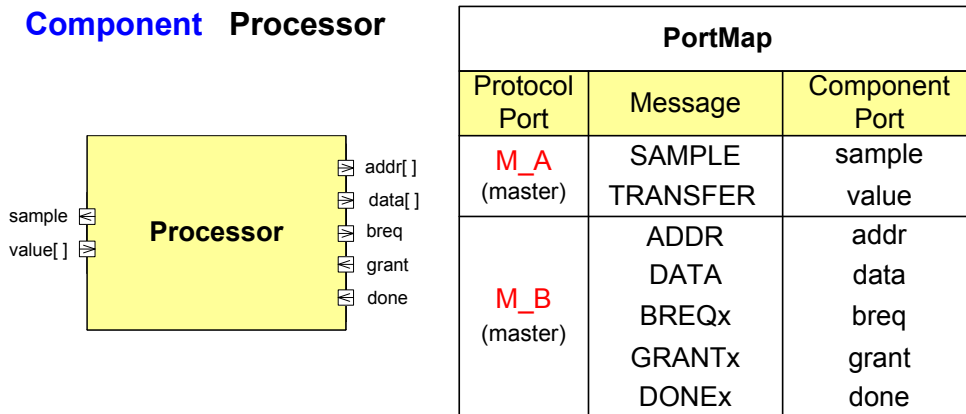 Component Processor
sample
value[ ]
Processor
addr[ ]
data[ ]
breq
grant
done
PortMap
Protocol Port
Message
Component Port
M_A
(master)
SAMPLE
sample
TRANSFER
value
M_B
(master)
ADDR
addr
DATA
data
BREQx
breq
GRANTx
grant
DONEx
done